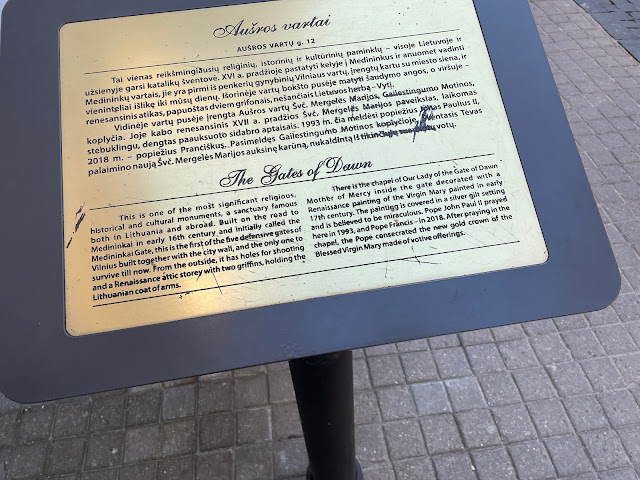 Aušros vartai
AUŠROS VARTŲ g. 12
Tai vienas reikšmingiausių religinių, istorinių ir kultūrinių paminklų – visoje Lietuvoje ir
užsienyje garsi katalikų šventovė. XVI a. pradžioje pastatyti kelyje į Medininkus ir anuomet vadinti
Medininkų vartais, jie yra pirmi iš penkerių gynybinių Vilniaus vartų, įrengtų kartu su miesto siena, ir
vieninteliai išlikę iki mūsų dienų. Išorinėje vartų bokšto pusėje matyti šaudymo angos, o viršuje –
renesansinis atikas, papuoštas dviem grifonais, nešančiais Lietuvos herbą – Vytį.
Vidinėje vartų pusėje įrengta Aušros vartų Švč. Mergelės Marijos, Gailestingumo Motinos,
koplyčia. Joje kabo renesansinis XVII a. pradžios Švč. Mergelės Marijos paveikslas, laikomas
stebuklingu, dengtas paauksuoto sidabro aptaisais. 1993 m. čia meldėsi popiežius Jonas Paulius II,
2018 m. – popiežius Pranciškus. Pasimeldęs Gailestingumo Motinos koplyčioje, Šventasis Tėvas
palaimino naują Švč. Mergelės Marijos auksinę karūną, nukaldintą iš tikinčiųjų suaukotų votų.
The Gates of Dawn
This is one of the most significant religious,
historical and cultural monuments, a sanctuary famous
both in Lithuania and abroad. Built on the road to
Medininkai in early 16th century and initially called the
Medininkai Gate, this is the first of the five defensive gates of
Vilnius built together with the city wall, and the only one to
survive till now. From the outside, it has holes for shooting
and a Renaissance attic storey with two griffins, holding the
Lithuanian coat of arms.
There is the chapel of Our Lady of the Gate of Dawn
Mother of Mercy inside the gate decorated with a
Renaissance painting of the Virgin Mary painted in early
17th century. The paintigg is covered in a silver gilt setting
and is believed to be miraculous. Pope John Paul II prayed
here in 1993, and Pope Francis – in 2018. After praying in the
chapel, the Pope consecrated the new gold crown of the
Blessed Virgin Mary made of votive offerings.